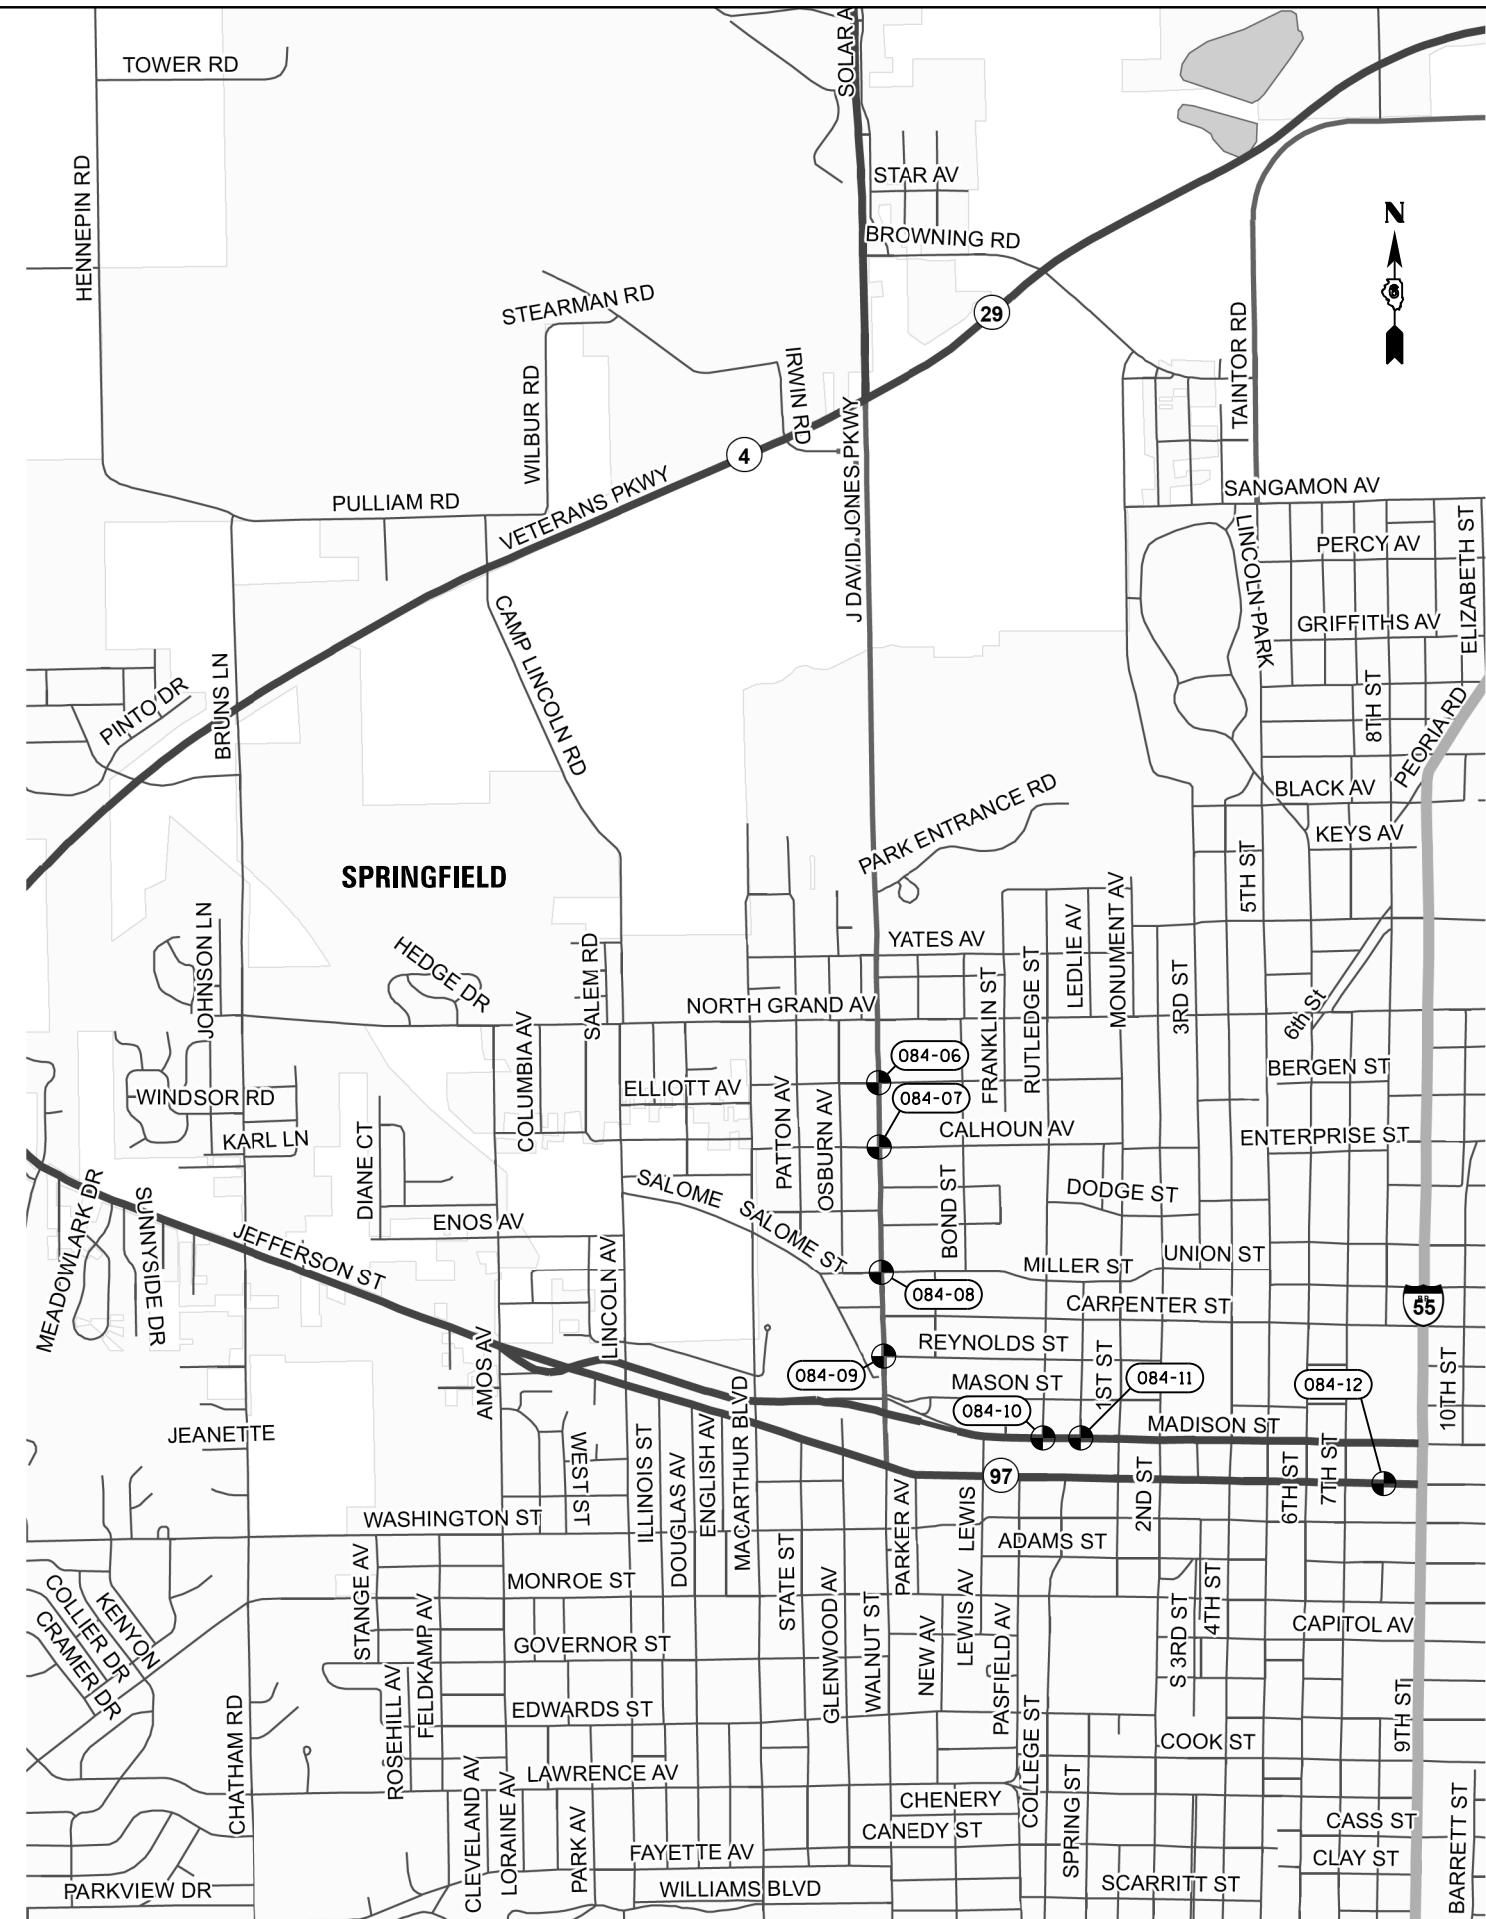 SOLAR A
TOWER RD
STAR AV
HENNEPIN RD
N
BROWNING RD
6
STEARMAN RD
29
TAINTOR RD
IRWIN RD
WILBUR RD
J DAVID JONES PKWY
4
SANGAMON AV
PULLIAM RD
VETERANS PKWY
LINCOLN PARK
PERCY AV
ELIZABETH ST
CAMP LINCOLN RD
GRIFFITHS AV
BRUNS LN
PINTO DR
8TH ST
PEORIA RD
PARK ENTRANCE RD
BLACK AV
KEYS AV
SPRINGFIELD
5TH ST
JOHNSON LN
HEDGE DR
SALEM RD
YATES AV
LEDLIE AV
MONUMENT AV
FRANKLIN ST
RUTLEDGE ST
3RD ST
NORTH GRAND AV
6th St
COLUMBIA AV
084-06
BERGEN ST
WINDSOR RD
ELLIOTT AV
PATTON AV
OSBURN AV
084-07
KARL LN
DIANE CT
CALHOUN AV
ENTERPRISE ST
MEADOWLARK DR
SUNNYSIDE DR
SALOME
SALOME ST
BOND ST
DODGE ST
ENOS AV
JEFFERSON ST
LINCOLN AV
MILLER ST
UNION ST
084-08
CARPENTER ST
BR
55
REYNOLDS ST
AMOS AV
084-09
1ST ST
084-11
084-12
10TH ST
MASON ST
084-10
MACARTHUR BLVD
MADISON ST
JEANETTE
WEST ST
ILLINOIS ST
DOUGLAS AV
ENGLISH AV
97
2ND ST
6TH ST
7TH ST
WASHINGTON ST
PARKER AV
LEWIS
ADAMS ST
STANGE AV
MONROE ST
STATE ST
GLENWOOD AV
WALNUT ST
COLLIER DR
KENYON
CRAMER DR
FELDKAMP AV
LEWIS AV
NEW AV
PASFIELD AV
S 3RD ST
4TH ST
CAPITOL AV
GOVERNOR ST
ROSEHILL AV
EDWARDS ST
CHATHAM RD
COLLEGE ST
9TH ST
COOK ST
LAWRENCE AV
CLEVELAND AV
LORAINE AV
PARK AV
CHENERY
SPRING ST
CASS ST
BARRETT ST
CANEDY ST
FAYETTE AV
CLAY ST
PARKVIEW DR
WILLIAMS BLVD
SCARRITT ST